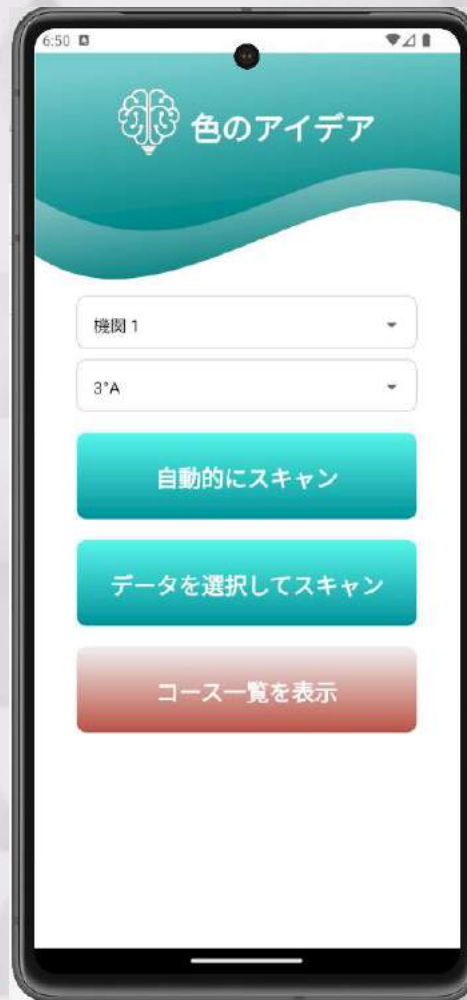 6:50
色のアイデア
機関 1
3°A
自動的にスキャン
データを選択してスキャン
コース一覧を表示